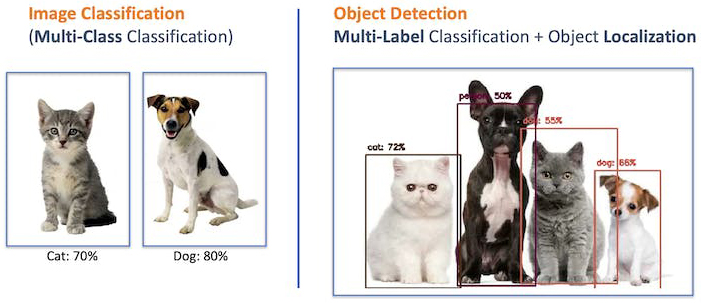 Image Classification
(Multi-Class Classification)
Cat: 70%
Dog: 80%
Object Detection
Multi-Label Classification + Object Localization
person: 50%
dog: 55%
cat: 72%
dog: 66%